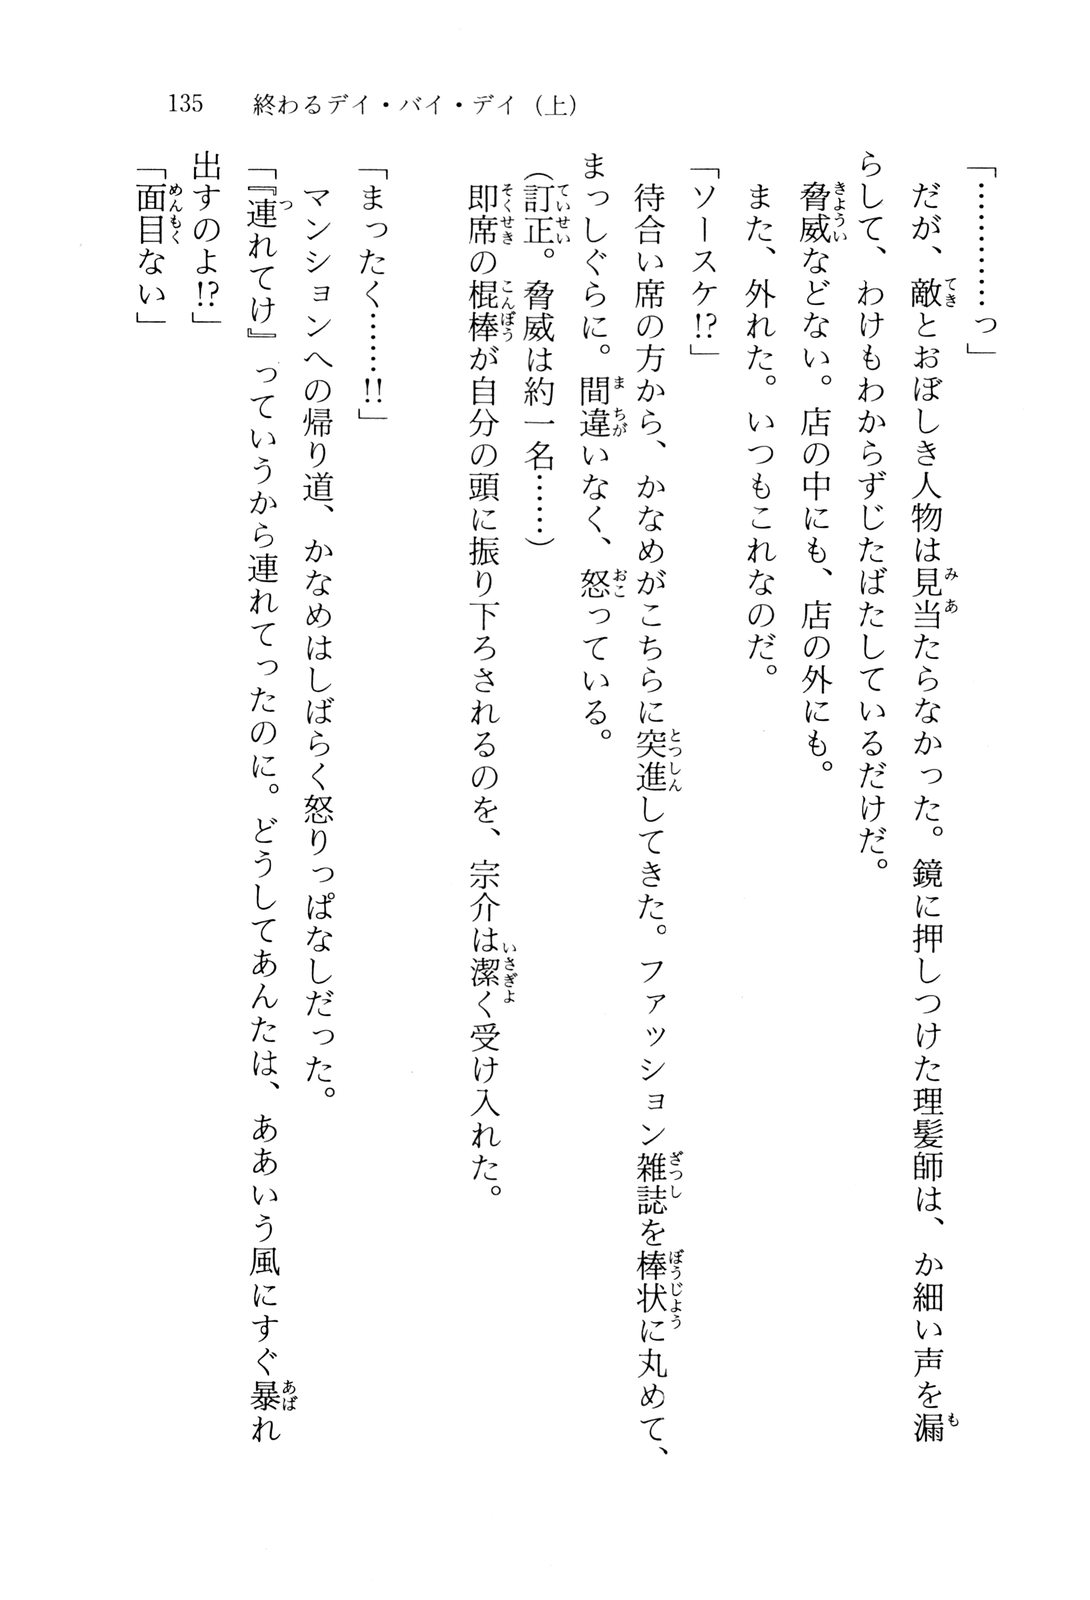 135 終わるデイ・バイ・デイ（上）
「…………っ」
だが、敵とおぼしき人物は見当たらなかった。鏡に押しつけた理髪師は、か細い声を漏
らして、わけもわからずじたばたしているだけだ。
脅威などない。店の中にも、店の外にも。
また、外れた。いつもこれなのだ。
「ソースケ!?」
待合い席の方から、かなめがこちらに突進してきた。ファッション雑誌を棒状に丸めて、
まっしぐらに。間違いなく、怒っている。
（訂正。脅威は約一名……）
即席の棍棒が自分の頭に振り下ろされるのを、宗介は潔く受け入れた。
「まったく……!!」
マンションへの帰り道、かなめはしばらく怒りっぱなしだった。
「『連れてけ』っていうから連れてったのに。どうしてあんたは、ああいう風にすぐ暴れ
出すのよ!?」
「面目ない」